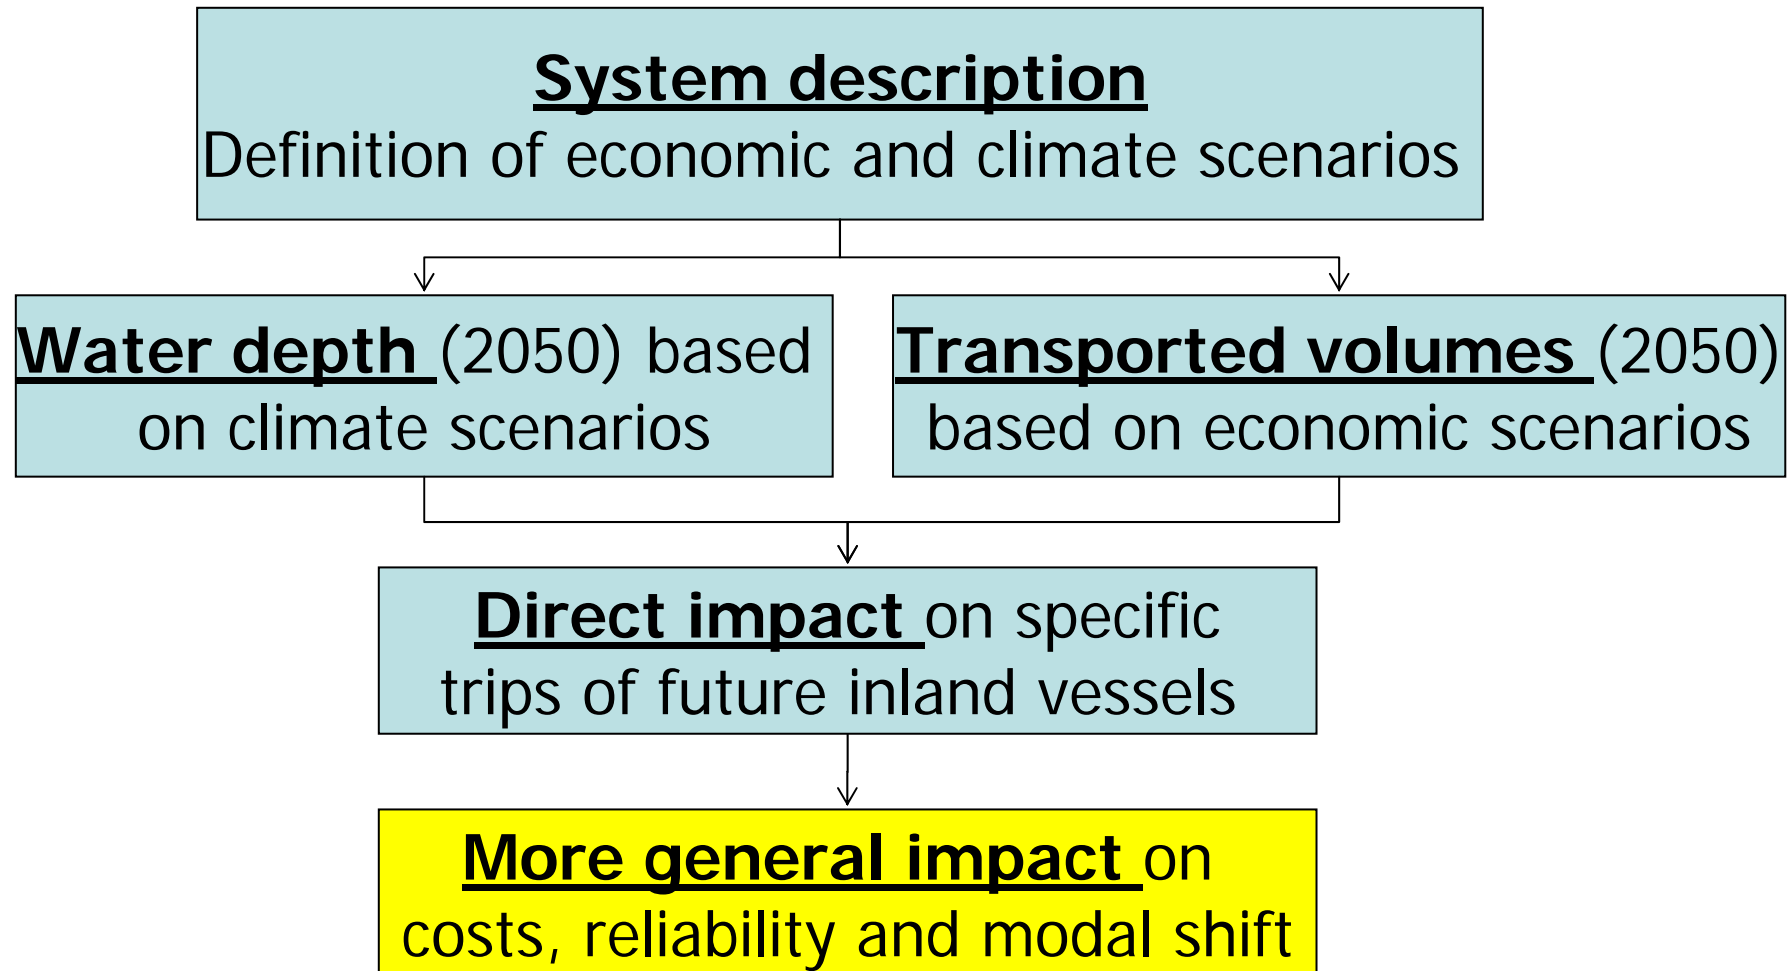 System description
Definition of economic and climate scenarios
Water depth (2050) based
on climate scenarios
Transported volumes (2050)
based on economic scenarios
Direct impact on specific
trips of future inland vessels
More general impact on
costs, reliability and modal shift